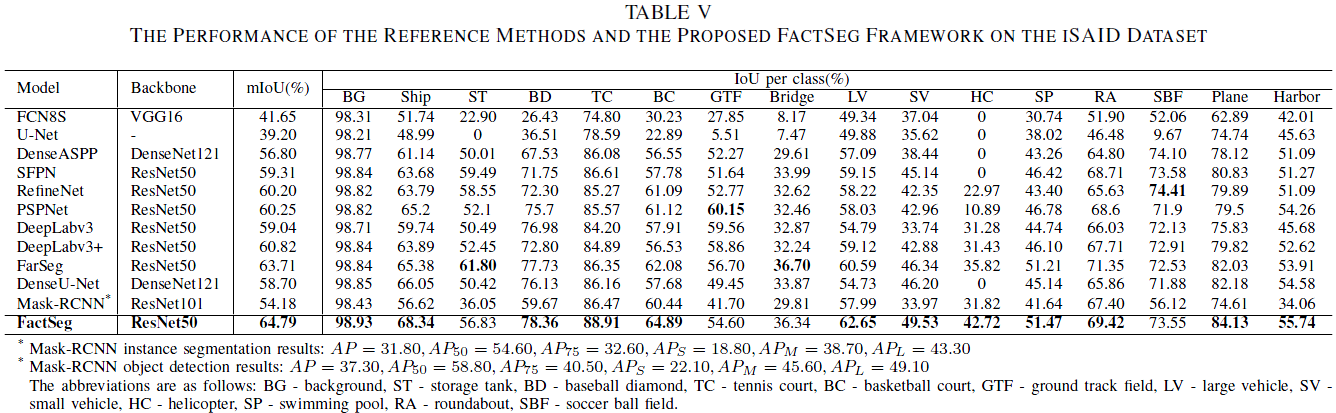 TABLE V
THE PERFORMANCE OF THE REFERENCE METHODS AND THE PROPOSED FACTSEG FRAMEWORK ON THE ISAID DATASET
Model Backbone mIoU(%) IoU per class(%)
BG Ship ST BD TC BC GTF Bridge LV SV HC SP RA SBF Plane Harbor
FCN8S VGG16 41.65 98.31 51.74 22.90 26.43 74.80 30.23 27.85 8.17 49.34 37.04 0 30.74 51.90 52.06 62.89 42.01
U-Net - 39.20 98.21 48.99 0 36.51 78.59 22.89 5.51 7.47 49.88 35.62 0 38.02 46.48 9.67 74.74 45.63
DenseASPP DenseNet121 56.80 98.77 61.14 50.01 67.53 86.08 56.55 52.27 29.61 57.09 38.44 0 43.26 64.80 74.10 78.12 51.09
SFPN ResNet50 59.31 98.84 63.68 59.49 71.75 86.61 57.78 51.64 33.99 59.15 45.14 0 46.42 68.71 73.58 80.83 51.27
RefineNet ResNet50 60.20 98.82 63.79 58.55 72.30 85.27 61.09 52.77 32.62 58.22 42.35 22.97 43.40 65.63 74.41 79.89 51.09
PSPNet ResNet50 60.25 98.82 65.2 52.1 75.7 85.57 61.12 60.15 32.46 58.03 42.96 10.89 46.78 68.6 71.9 79.5 54.26
DeepLabv3 ResNet50 59.04 98.71 59.74 50.49 76.98 84.20 57.91 59.56 32.87 54.79 33.74 31.28 44.74 66.03 72.13 75.83 45.68
DeepLabv3+ ResNet50 60.82 98.84 63.89 52.45 72.80 84.89 56.53 58.86 32.24 59.12 42.88 31.43 46.10 67.71 72.91 79.82 52.62
FarSeg ResNet50 63.71 98.84 65.38 61.80 77.73 86.35 62.08 56.70 36.70 60.59 46.34 35.82 51.21 71.35 72.53 82.03 53.91
DenseU-Net DenseNet121 58.70 98.85 66.05 50.42 76.13 86.16 57.68 49.45 33.87 54.73 46.20 0 45.14 65.86 71.88 82.18 54.58
Mask-RCNN* ResNet101 54.18 98.43 56.62 36.05 59.67 86.47 60.44 41.70 29.81 57.99 33.97 31.82 41.64 67.40 56.12 74.61 34.06
FactSeg ResNet50 64.79 98.93 68.34 56.83 78.36 88.91 64.89 54.60 36.34 62.65 49.53 42.72 51.47 69.42 73.55 84.13 55.74
* Mask-RCNN instance segmentation results: AP = 31.80, AP50 = 54.60, AP75 = 32.60, APS = 18.80, APM = 38.70, APL = 43.30
* Mask-RCNN object detection results: AP = 37.30, AP50 = 58.80, AP75 = 40.50, APS = 22.10, APM = 45.60, APL = 49.10
The abbreviations are as follows: BG - background, ST - storage tank, BD - baseball diamond, TC - tennis court, BC - basketball court, GTF - ground track field, LV - large vehicle, SV -
small vehicle, HC - helicopter, SP - swimming pool, RA - roundabout, SBF - soccer ball field.